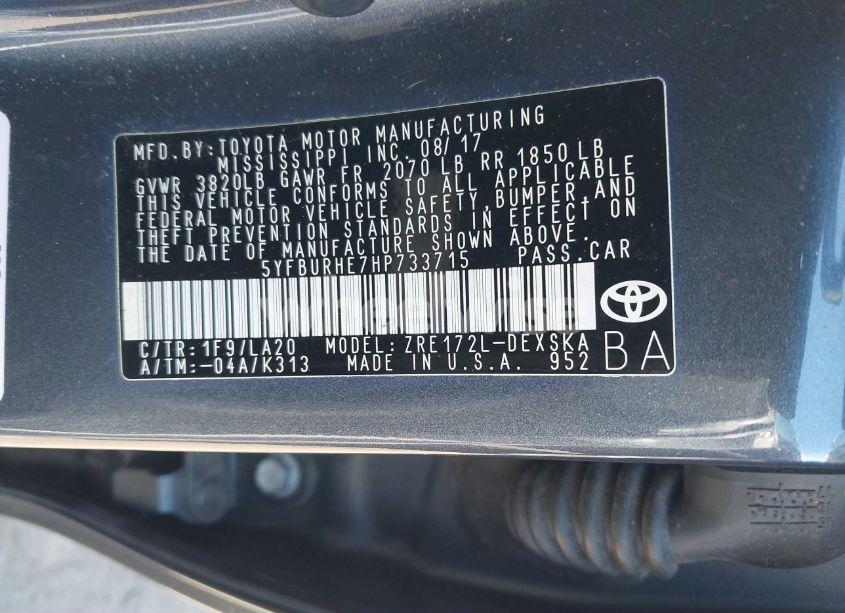 MFD.BY:TOYOTA MOTOR MANUFACTURING
MISSISSIPPI INC. 08/17
GVWR 3820LB GAWR FR 2070 LB RR 1850 LB
THIS VEHICLE CONFORMS TO ALL APPLICABLE
FEDERAL MOTOR VEHICLE SAFETY,BUMPER,AND
THEFT PREVENTION STANDARDS IN EFFECT ON
THE DATE OF MANUFACTURE SHOWN ABOVE.
5YFBURHE7HP733715 PASS.CAR
C/TR:1F9/LA20 MODEL:ZRE172L-DEXSKA
A/TM:-04A/K313 MADE IN U.S.A. 952
BA